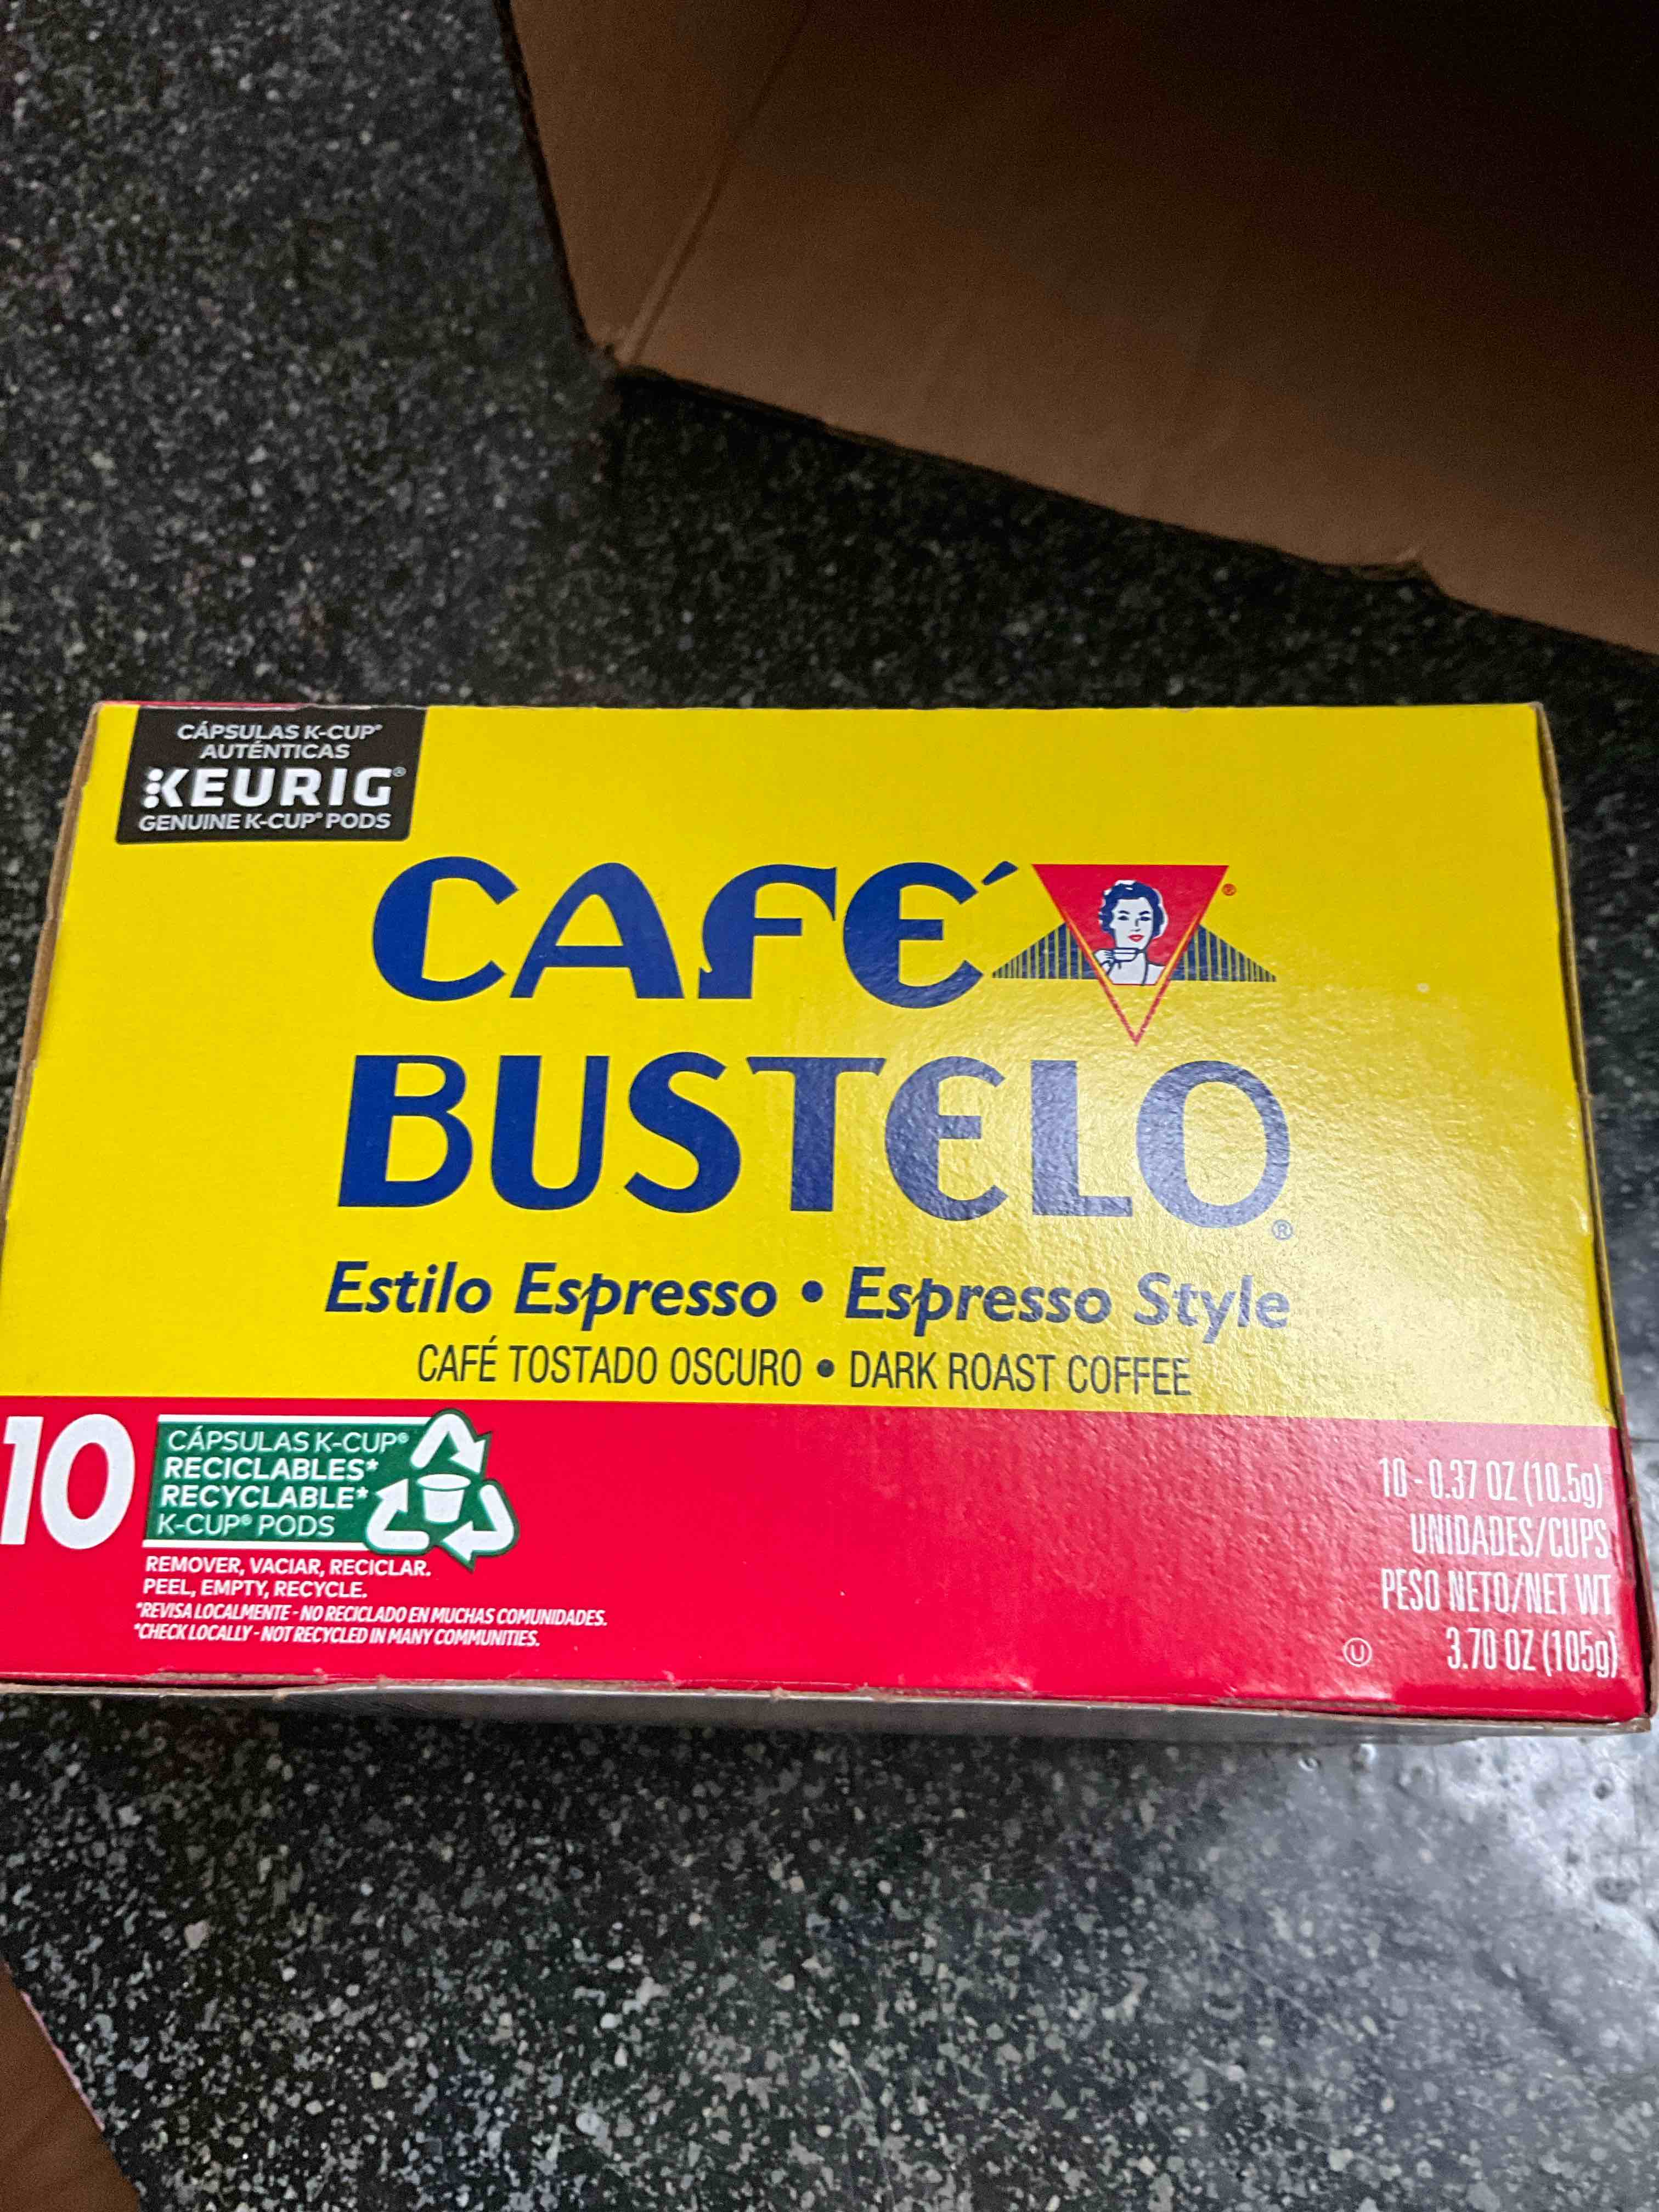 CÁPSULAS K-CUP®
AUTÉNTICAS
KEURIG®
GENUINE K-CUP® PODS
CAFÉ
®
BUSTELO®
Estilo Espresso • Espresso Style
CAFÉ TOSTADO OSCURO • DARK ROAST COFFEE
10
CÁPSULAS K-CUP®
RECICLABLES*
RECYCLABLE*
K-CUP® PODS
REMOVER, VACIAR, RECICLAR.
PEEL, EMPTY, RECYCLE.
*REVISA LOCALMENTE - NO RECICLADO EN MUCHAS COMUNIDADES.
*CHECK LOCALLY - NOT RECYCLED IN MANY COMMUNITIES.
10 - 0.37 OZ (10.5g)
UNIDADES/CUPS
PESO NETO/NET WT
U 3.70 OZ (105g)